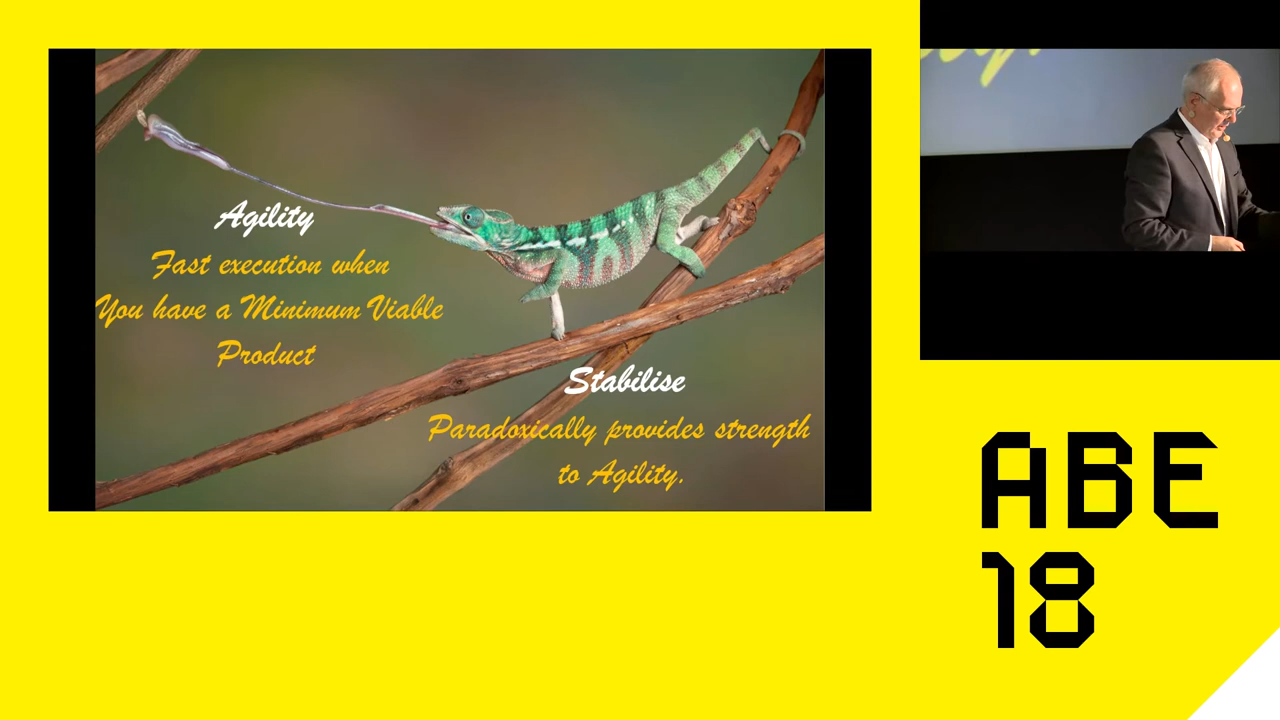 Agility
Fast execution when
You have a Minimum Viable
Product
Stabilise
Paradoxically provides strength
to Agility.
ABE
18